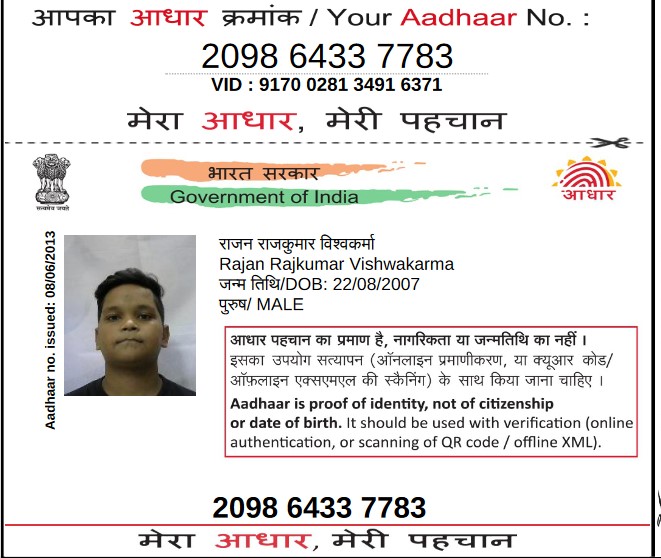 आपका आधार क्रमांक / Your Aadhaar No. :
2098 6433 7783
VID : 9170 0281 3491 6371
मेरा आधार, मेरी पहचान
भारत सरकार
Government of India
सत्यमेव जयते
आधार
Aadhaar no. issued: 08/06/2013
राजन राजकुमार विश्वकर्मा
Rajan Rajkumar Vishwakarma
जन्म तिथि/DOB: 22/08/2007
पुरुष/ MALE
आधार पहचान का प्रमाण है, नागरिकता या जन्मतिथि का नहीं ।
इसका उपयोग सत्यापन (ऑनलाइन प्रमाणीकरण, या क्यूआर कोड/
ऑफ़लाइन एक्सएमएल की स्कैनिंग) के साथ किया जाना चाहिए ।
Aadhaar is proof of identity, not of citizenship
or date of birth. It should be used with verification (online
authentication, or scanning of QR code / offline XML).
2098 6433 7783
मेरा आधार, मेरी पहचान